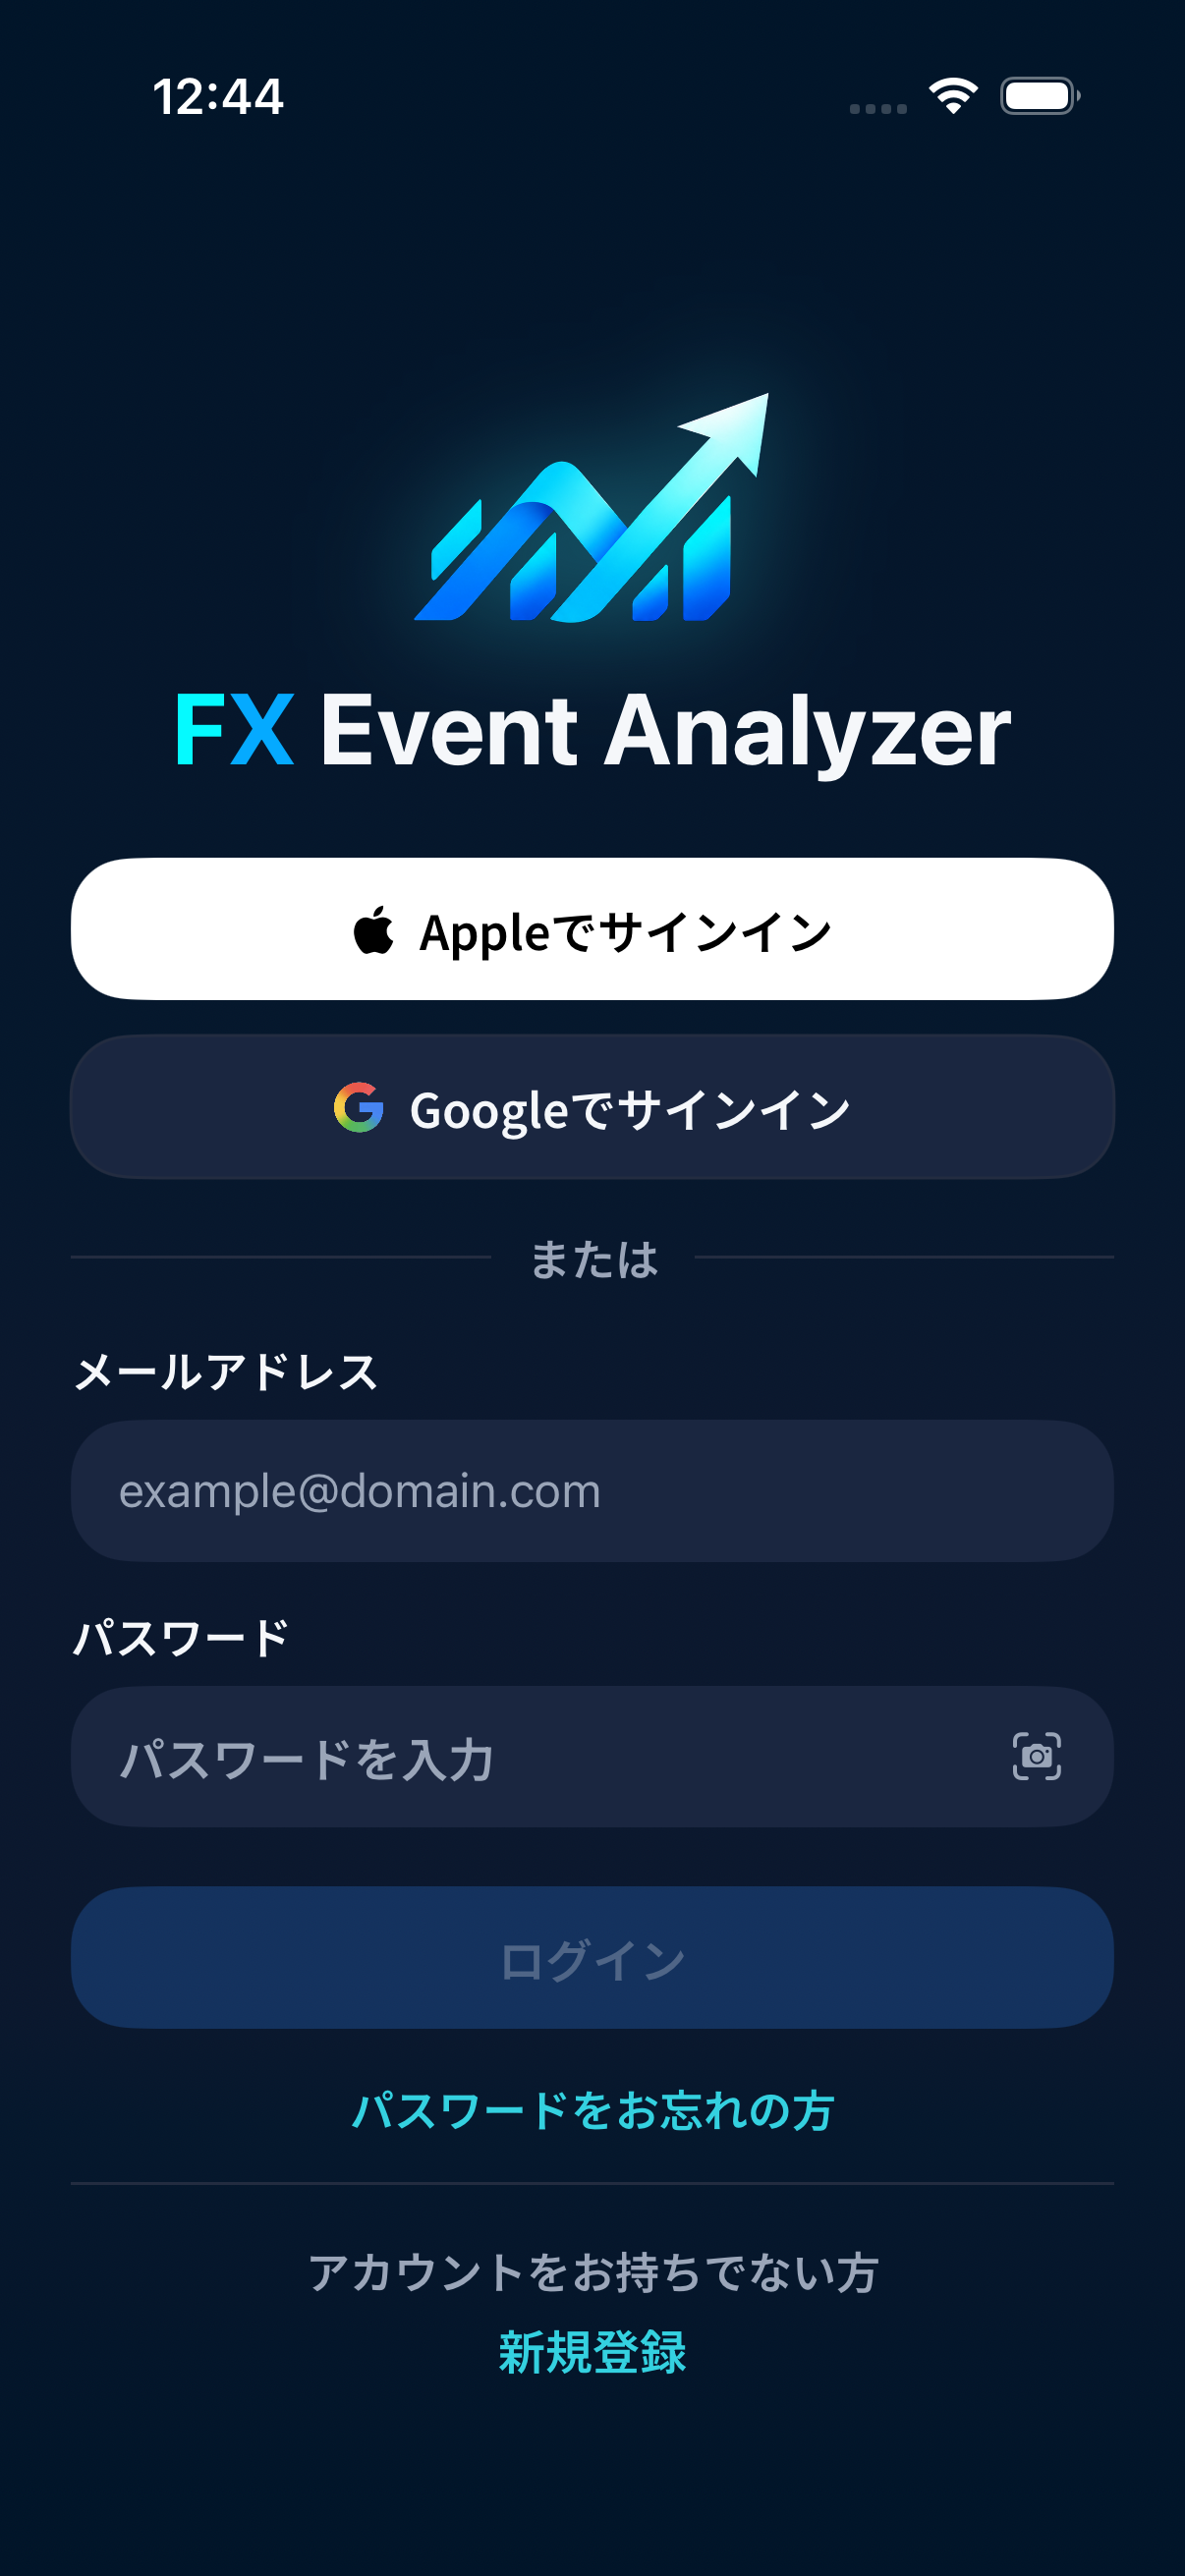 12:44
FX Event Analyzer
Appleでサインイン
Googleでサインイン
または
メールアドレス
example@domain.com
パスワード
パスワードを入力
ログイン
パスワードをお忘れの方
アカウントをお持ちでない方
新規登録